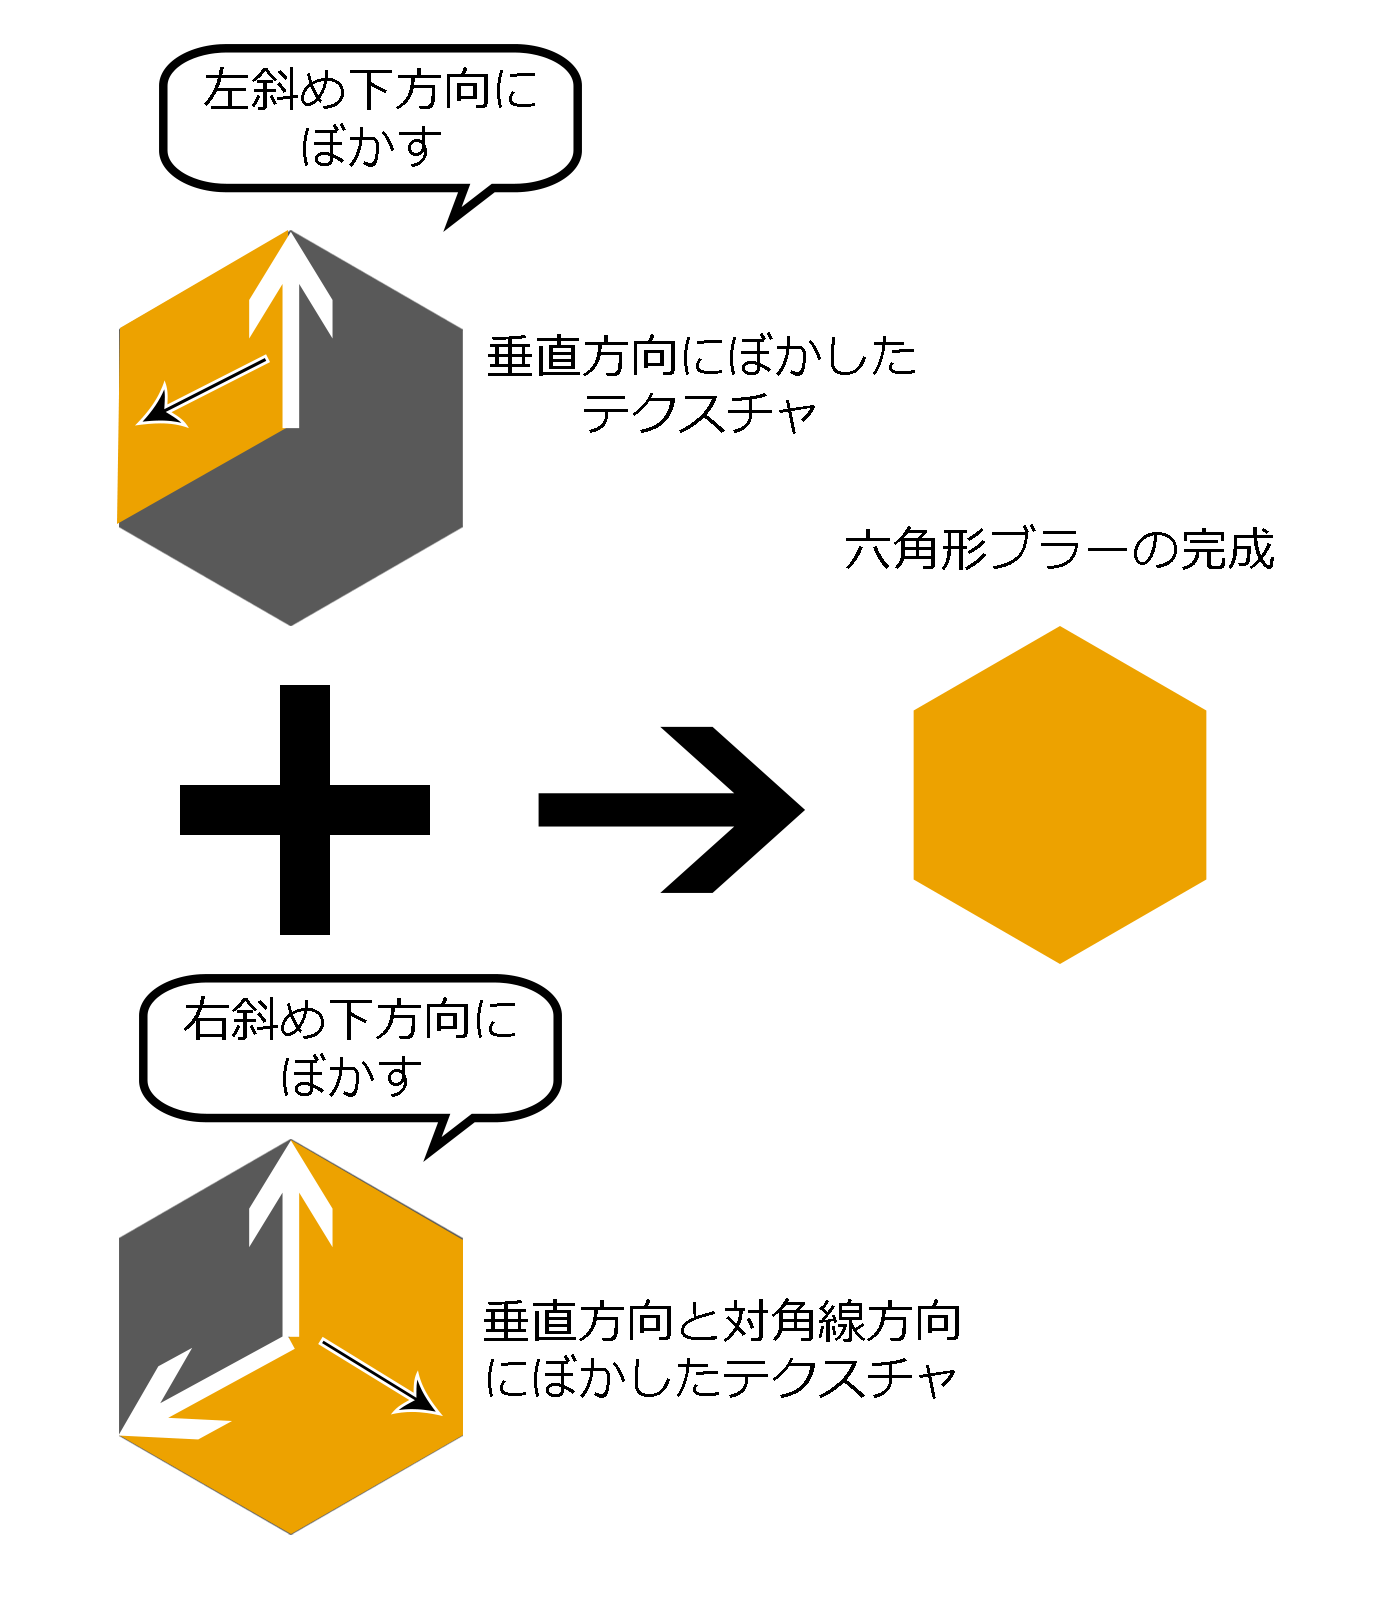 左斜め下方向に
ぼかす
垂直方向にぼかした
テクスチャ
六角形ブラーの完成
右斜め下方向に
ぼかす
垂直方向と対角線方向
にぼかしたテクスチャ